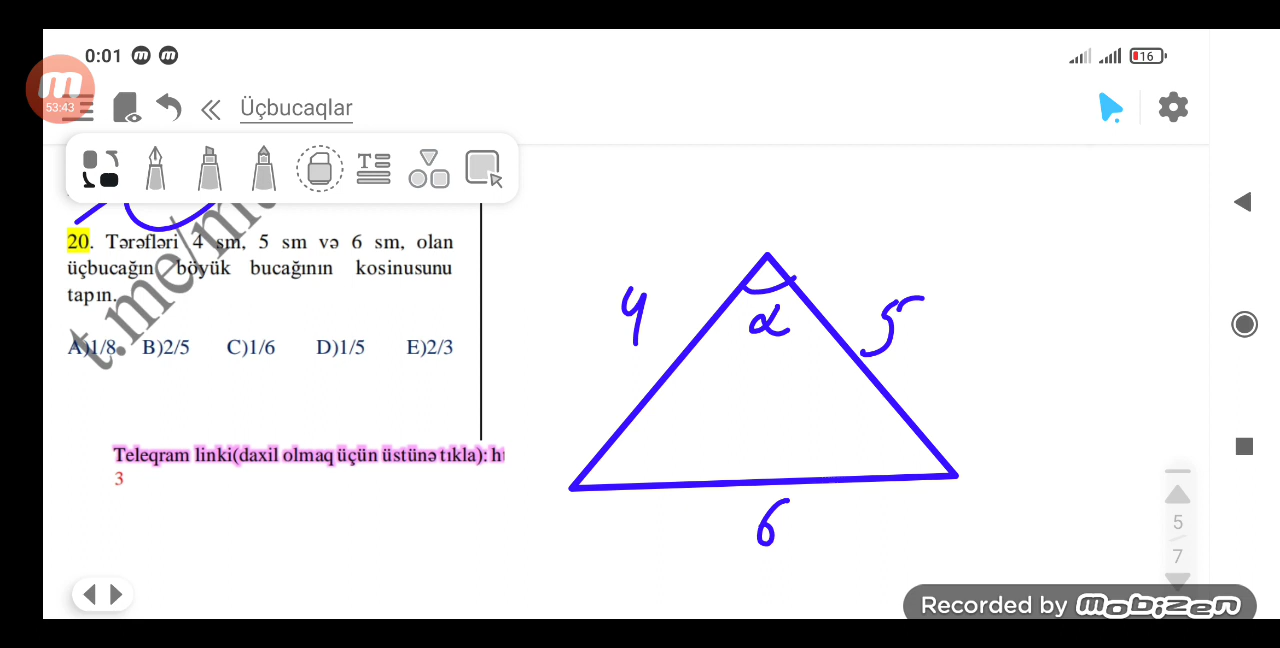 0:01
16
53:43
Üçbucaqlar
20. Tərəfləri 4 sm, 5 sm və 6 sm, olan
üçbucağın böyük bucağının kosinusunu
tapın.
A)1/8 B)2/5 C)1/6 D)1/5 E)2/3
Teleqram linki(daxil olmaq üçün üstünə tıkla): ht
3
t.me/m
4
α
5
6
5
7
Recorded by mobizen